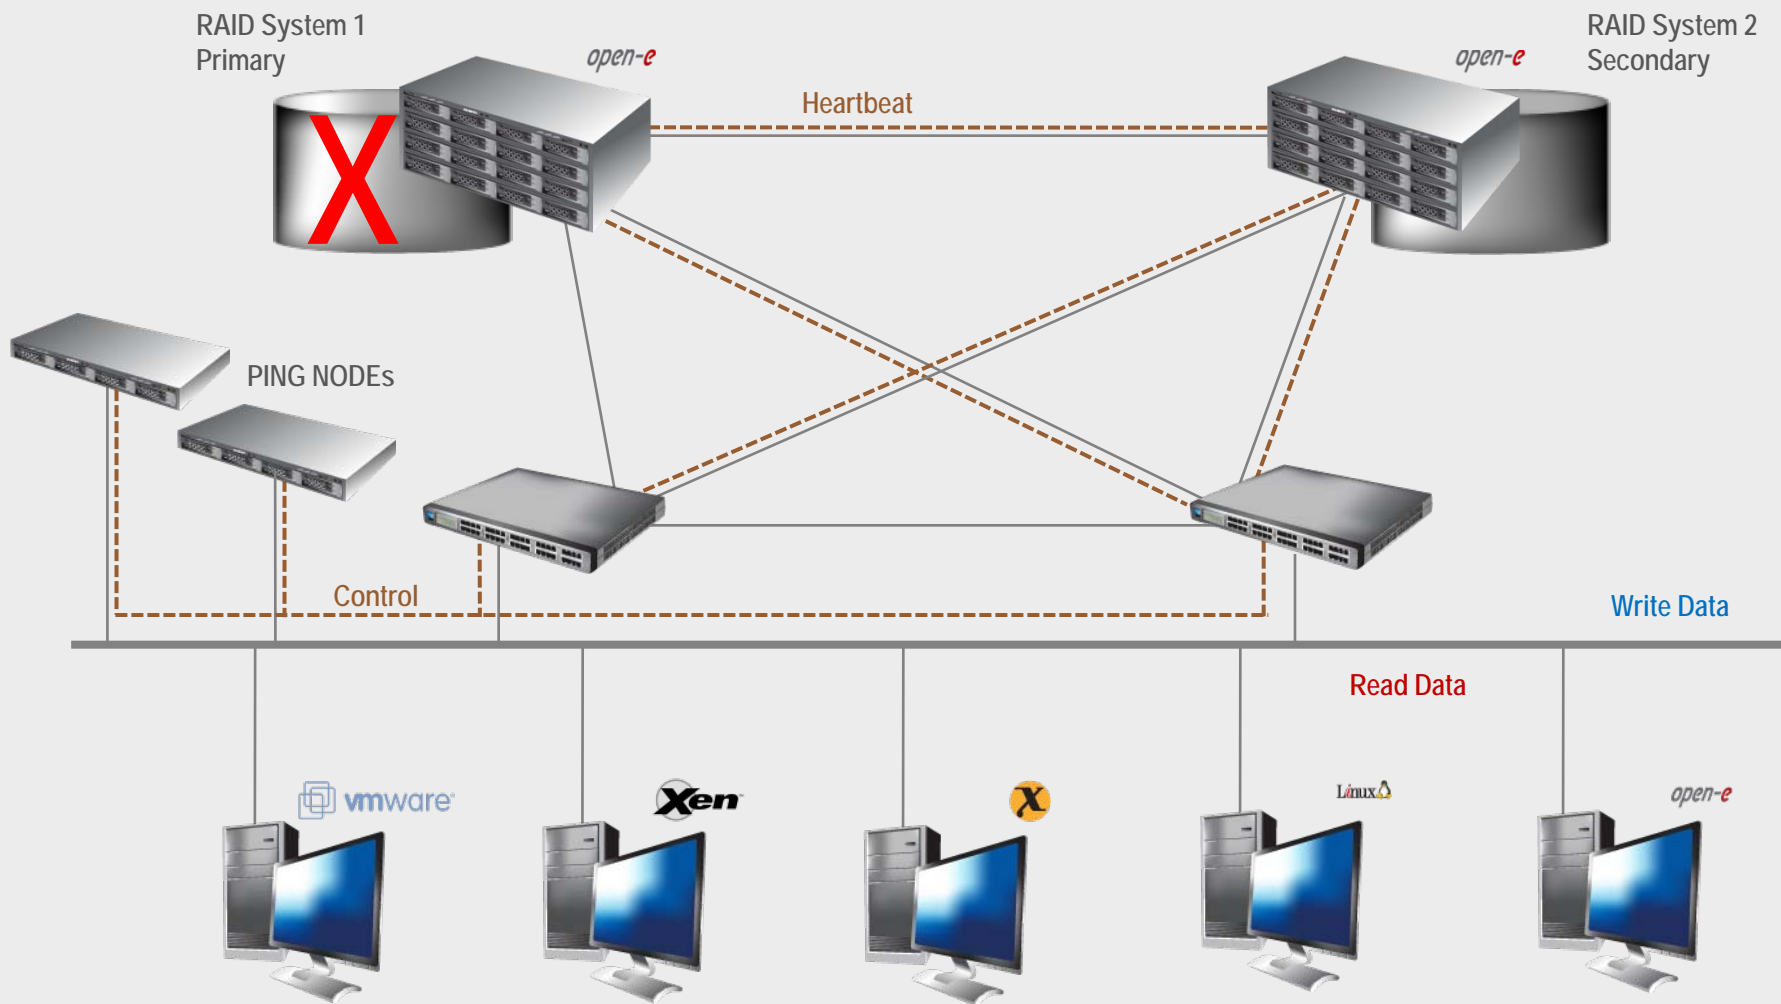 RAID System 1
Primary
open-e
open-e
RAID System 2
Secondary
Heartbeat
X
PING NODEs
Control
Write Data
Read Data
vmware
Xen
X
Linux
open-e